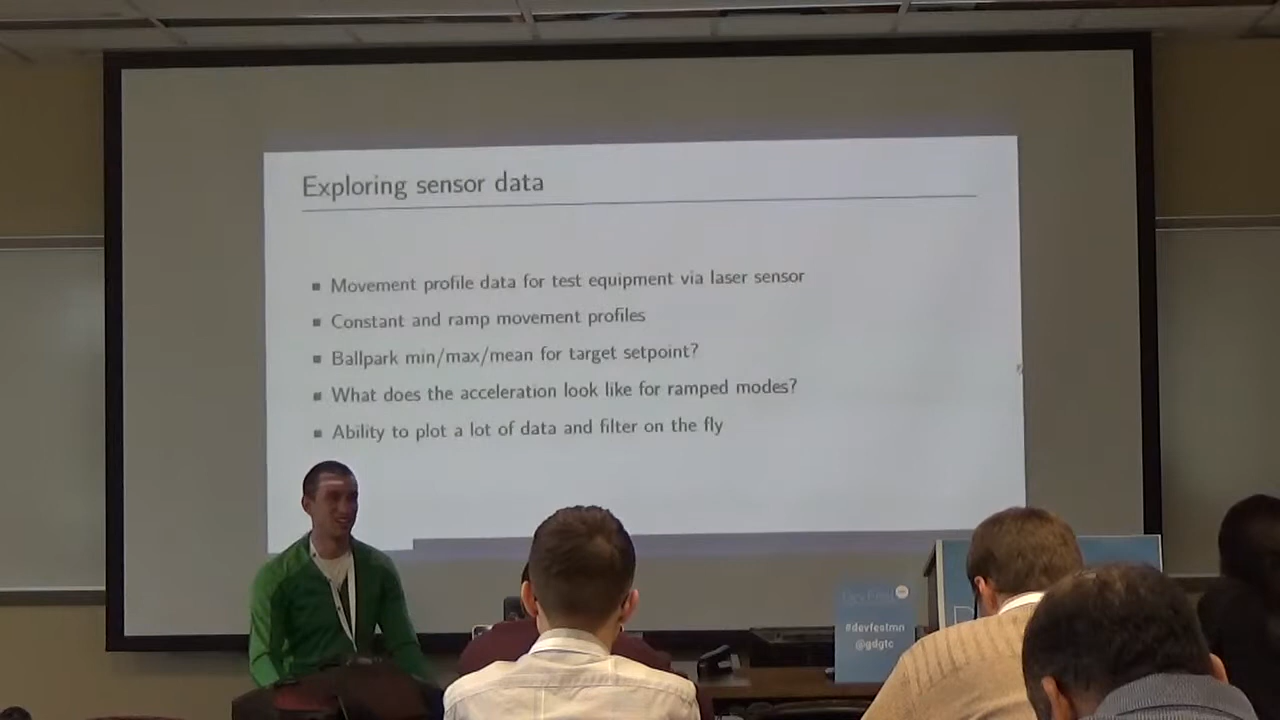 Exploring sensor data
Movement profile data for test equipment via laser sensor
Constant and ramp movement profiles
Ballpark min/max/mean for target setpoint?
What does the acceleration look like for ramped modes?
Ability to plot a lot of data and filter on the fly
DevFest
#devfestmn
@gdgtc